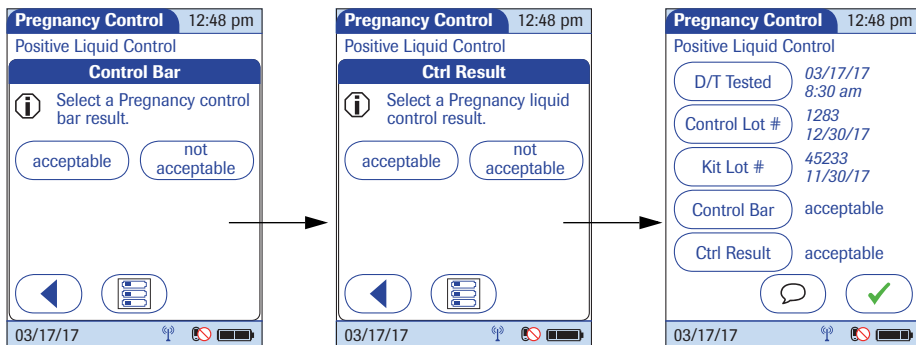 Pregnancy Control 12:48 pm
Positive Liquid Control
Control Bar
Select a Pregnancy control
bar result.
acceptable
not
acceptable
03/17/17
Pregnancy Control 12:48 pm
Positive Liquid Control
Ctrl Result
Select a Pregnancy liquid
control result.
acceptable
not
acceptable
03/17/17
Pregnancy Control 12:48 pm
Positive Liquid Control
D/T Tested
03/17/17
8:30 am
Control Lot #
1283
12/30/17
Kit Lot #
45233
11/30/17
Control Bar
acceptable
Ctrl Result
acceptable
03/17/17